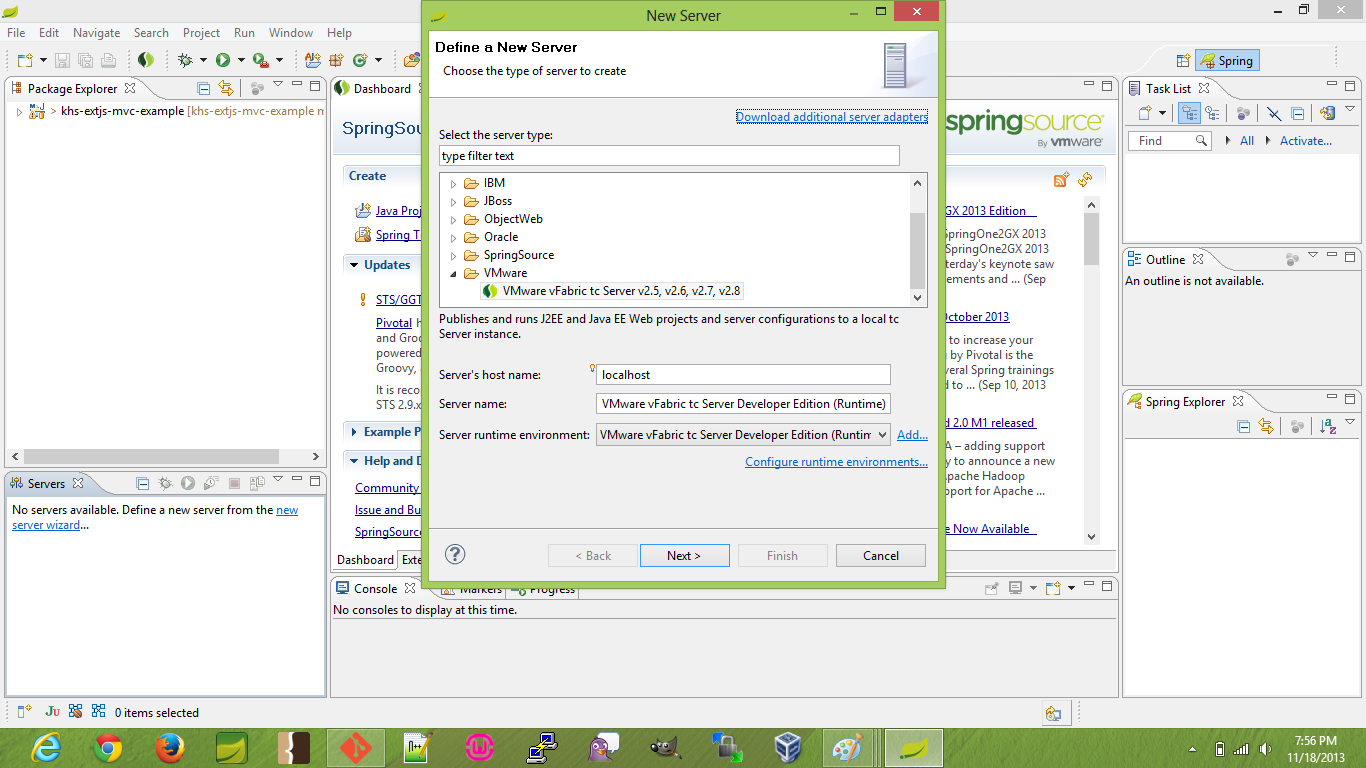 New Server
File Edit Navigate Search Project Run Window Help
Spring
Package Explorer
khs-extjs-mvc-example [khs-extjs-mvc-example m
Servers
No servers available. Define a new server from the new
server wizard...
Dashboard
SpringSou
springsource
By vmware
Create
Java Proj
Spring T
Updates
STS/GGT
Pivotal h
and Groo
powered
Groovy,
It is reco
STS 2.9.x
Example P
Help and D
Community
Issue and Bu
SpringSource
Dashboard Exte
GX 2013 Edition
SpringOne2GX 2013
SpringOne2GX 2013
terday's keynote saw
ements and ... (Sep
October 2013
to increase your
g by Pivotal is the
everal Spring trainings
d to ... (Sep 10, 2013
d 2.0 M1 released
A – adding support
y to announce a new
Apache Hadoop
port for Apache ...
e Now Available
Define a New Server
Choose the type of server to create
Download additional server adapters
Select the server type:
type filter text
IBM
JBoss
ObjectWeb
Oracle
SpringSource
VMware
VMware vFabric tc Server v2.5, v2.6, v2.7, v2.8
Publishes and runs J2EE and Java EE Web projects and server configurations to a local tc
Server instance.
Server's host name: localhost
Server name: VMware vFabric tc Server Developer Edition (Runtime)
Server runtime environment: VMware vFabric tc Server Developer Edition (Runtim Add...
Configure runtime environments...
< Back Next > Finish Cancel
Console Markers Progress
No consoles to display at this time.
Task List
Find All Activate...
Outline
An outline is not available.
Spring Explorer
0 items selected
7:56 PM
11/18/2013